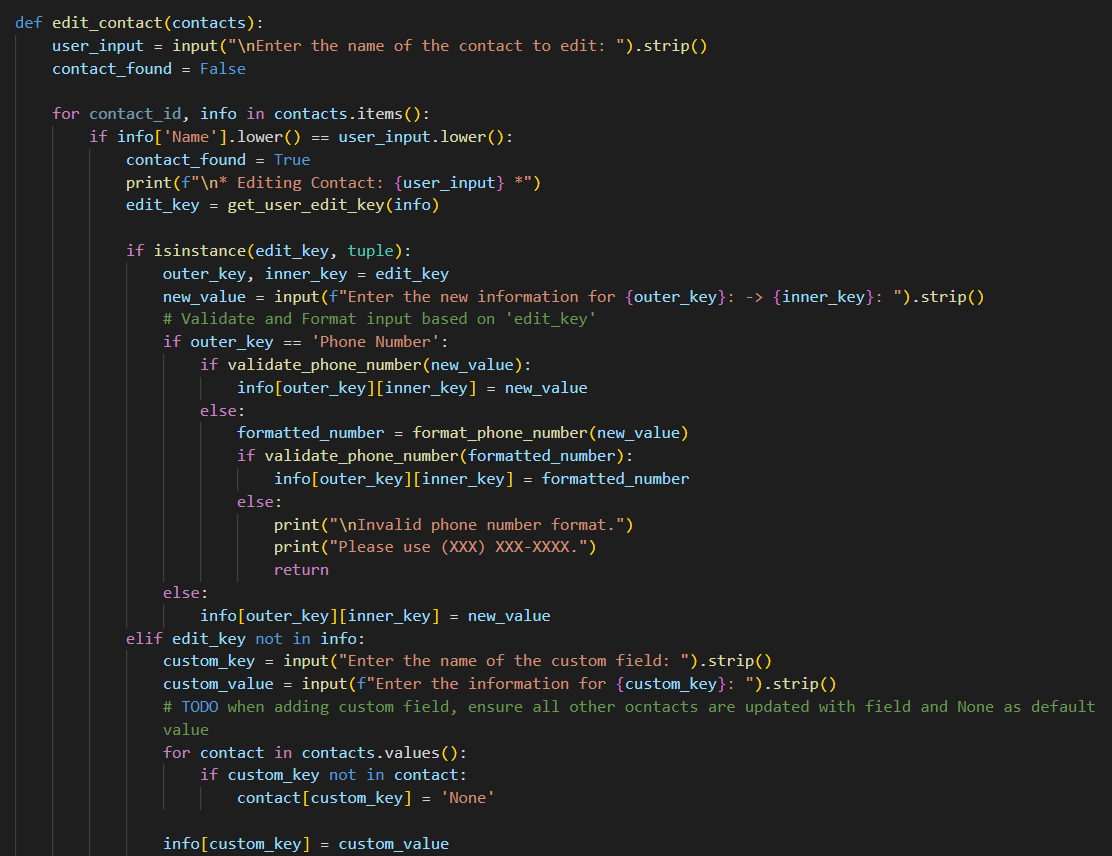 def edit_contact(contacts):
    user_input = input("\nEnter the name of the contact to edit: ").strip()
    contact_found = False

    for contact_id, info in contacts.items():
        if info['Name'].lower() == user_input.lower():
            contact_found = True
            print(f"\n* Editing Contact: {user_input} *")
            edit_key = get_user_edit_key(info)

            if isinstance(edit_key, tuple):
                outer_key, inner_key = edit_key
                new_value = input(f"Enter the new information for {outer_key}: -> {inner_key}: ").strip()
                # Validate and Format input based on 'edit_key'
                if outer_key == 'Phone Number':
                    if validate_phone_number(new_value):
                        info[outer_key][inner_key] = new_value
                    else:
                        formatted_number = format_phone_number(new_value)
                        if validate_phone_number(formatted_number):
                            info[outer_key][inner_key] = formatted_number
                        else:
                            print("\nInvalid phone number format.")
                            print("Please use (XXX) XXX-XXXX.")
                            return
                else:
                    info[outer_key][inner_key] = new_value
            elif edit_key not in info:
                custom_key = input("Enter the name of the custom field: ").strip()
                custom_value = input(f"Enter the information for {custom_key}: ").strip()
                # TODO when adding custom field, ensure all other ocntacts are updated with field and None as default
                value
                for contact in contacts.values():
                    if custom_key not in contact:
                        contact[custom_key] = 'None'

                info[custom_key] = custom_value